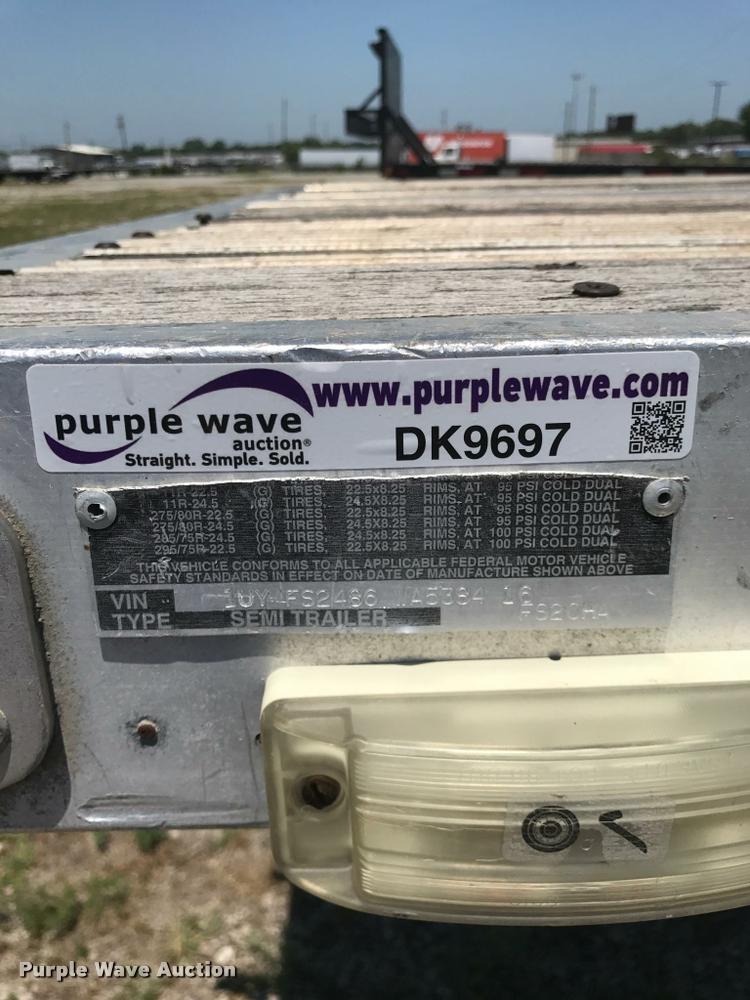 purple wave
auction®
Straight. Simple. Sold.
www.purplewave.com
DK9697
11R-22.5 (G) TIRES, 22.5X8.25 RIMS, AT 95 PSI COLD DUAL
11R-24.5 (G) TIRES, 24.5X8.25 RIMS, AT 95 PSI COLD DUAL
275/80R-22.5 (G) TIRES, 22.5X8.25 RIMS, AT 95 PSI COLD DUAL
275/80R-24.5 (G) TIRES, 24.5X8.25 RIMS, AT 95 PSI COLD DUAL
285/75R-24.5 (G) TIRES, 24.5X8.25 RIMS, AT 100 PSI COLD DUAL
295/75R-22.5 (G) TIRES, 22.5X8.25 RIMS, AT 100 PSI COLD DUAL
THIS VEHICLE CONFORMS TO ALL APPLICABLE FEDERAL MOTOR VEHICLE
SAFETY STANDARDS IN EFFECT ON DATE OF MANUFACTURE SHOWN ABOVE
VIN
TYPE SEMI TRAILER
Purple Wave Auction